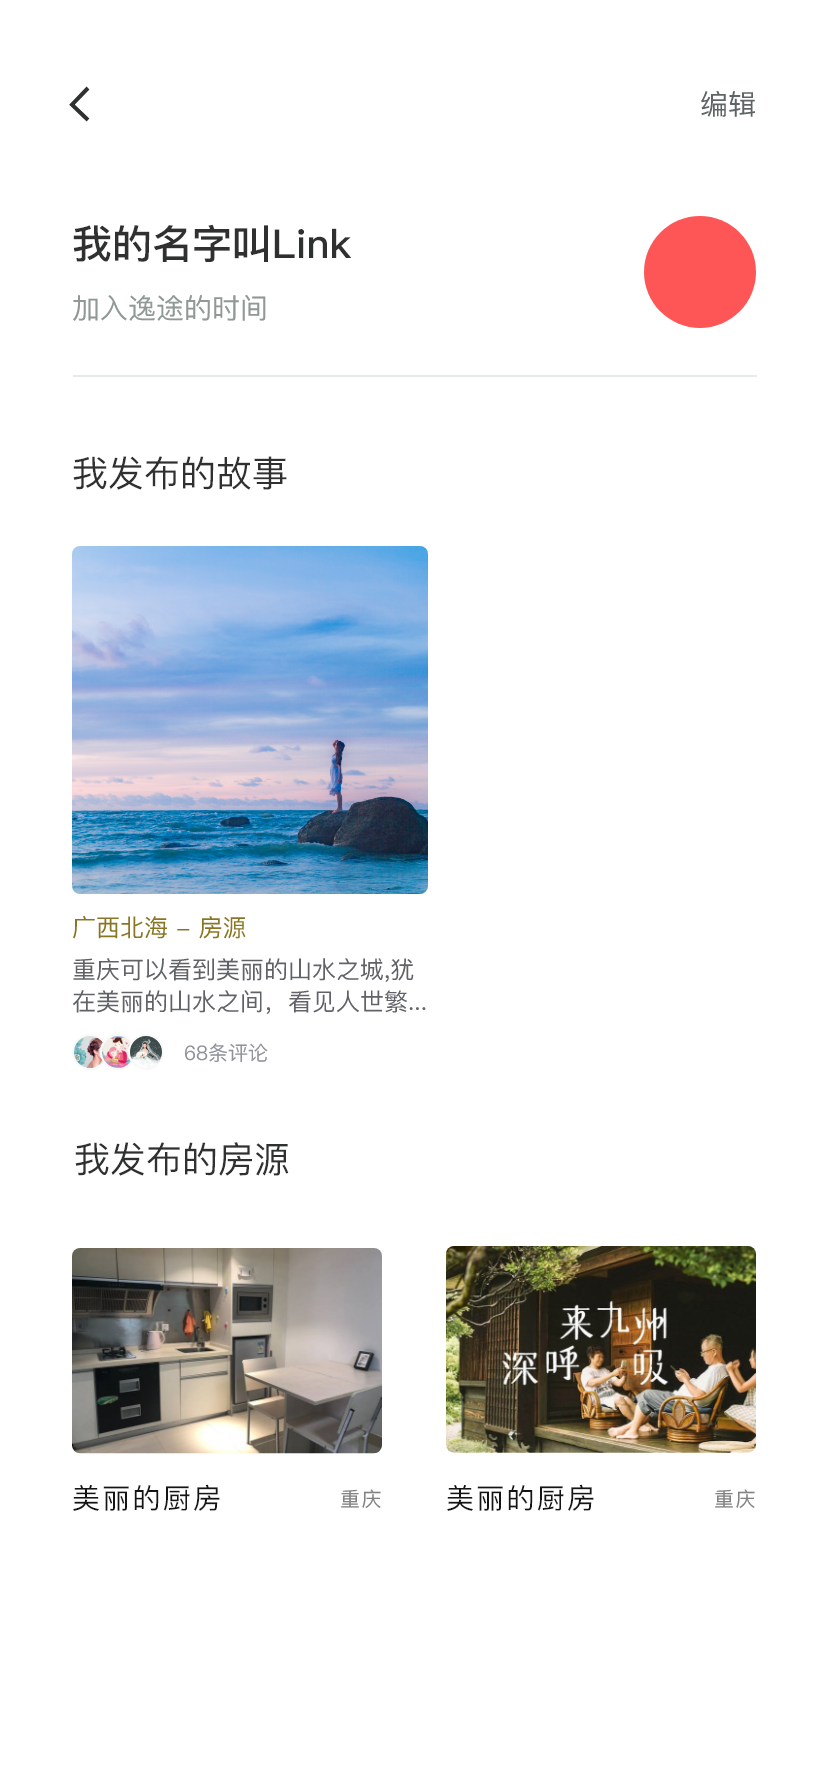 编辑
我的名字叫Link
加入逸途的时间
我发布的故事
广西北海 – 房源
重庆可以看到美丽的山水之城,犹
在美丽的山水之间，看见人世繁...
68条评论
我发布的房源
来九州
深呼 吸
美丽的厨房 重庆
美丽的厨房 重庆